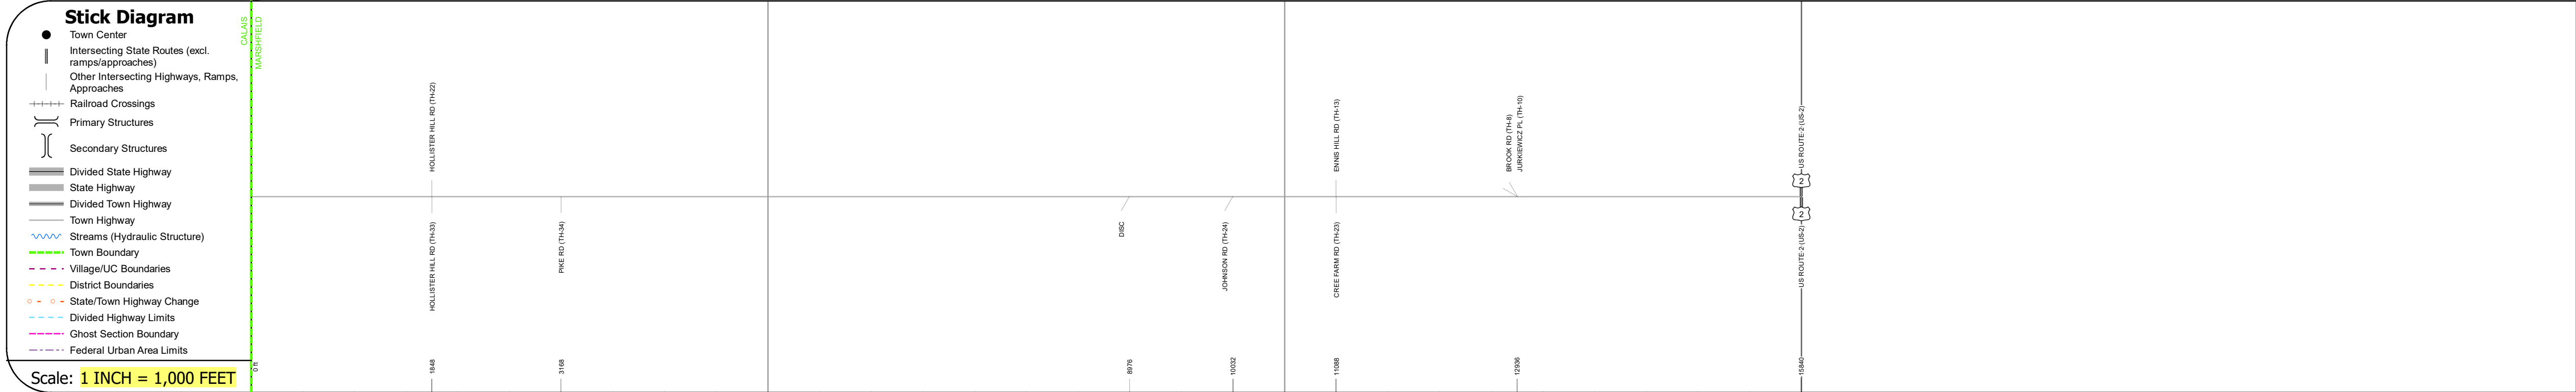 Stick Diagram
Town Center
Intersecting State Routes (excl.
ramps/approaches)
Other Intersecting Highways, Ramps,
Approaches
Railroad Crossings
Primary Structures
Secondary Structures
Divided State Highway
State Highway
Divided Town Highway
Town Highway
Streams (Hydraulic Structure)
Town Boundary
Village/UC Boundaries
District Boundaries
State/Town Highway Change
Divided Highway Limits
Ghost Section Boundary
Federal Urban Area Limits
Scale: 1 INCH = 1,000 FEET
CALAIS
MARSHFIELD
HOLLISTER HILL RD (TH-22)
HOLLISTER HILL RD (TH-33)
PIKE RD (TH-34)
DISC
JOHNSON RD (TH-24)
ENNIS HILL RD (TH-13)
CREE FARM RD (TH-23)
BROOK RD (TH-8)
JURKIEWICZ PL (TH-10)
US ROUTE-2 (US-2)
2
2
US ROUTE-2 (US-2)
0 ft
1848
3168
8976
10032
11088
12936
15840